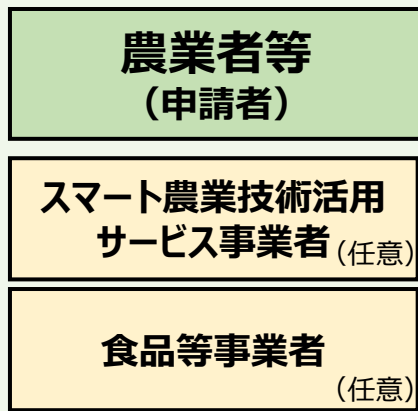 農業者等
（申請者）
スマート農業技術活用
サービス事業者（任意）
食品等事業者
（任意）